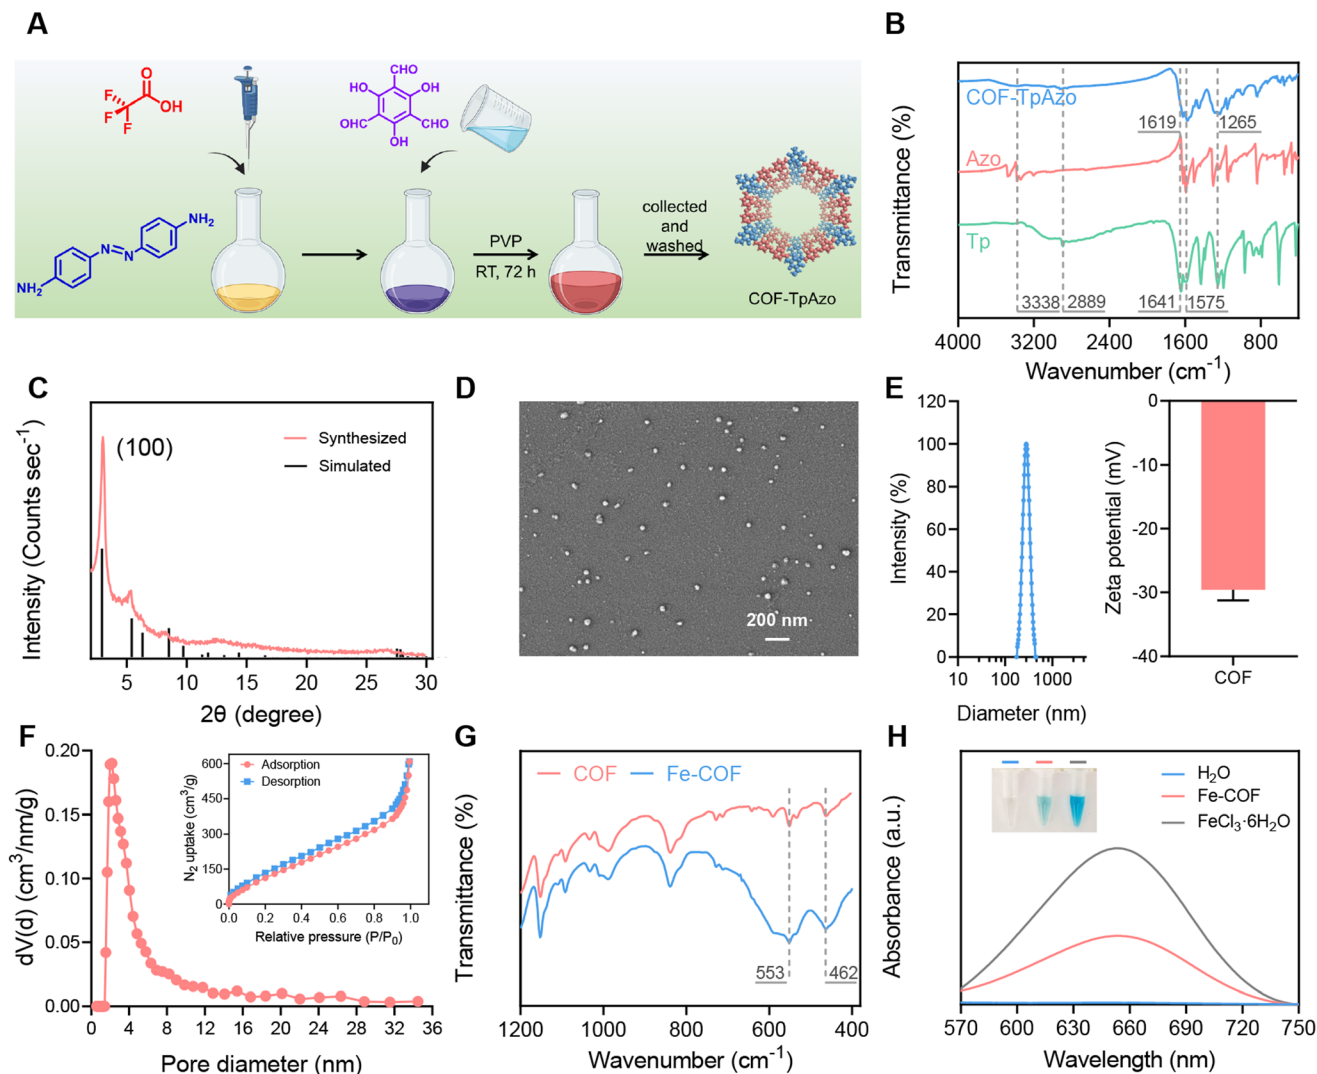 A
F
F
F
O
OH
CHO
HO
OH
OHC
CHO
OH
NH2
N
N
NH2
PVP
RT, 72 h
collected
and
washed
COF-TpAzo
B
Transmittance (%)
COF-TpAzo
1619
1265
Azo
Tp
3338
2889
1641
1575
4000
3200
2400
1600
800
Wavenumber (cm-1)
C
Intensity (Counts sec-1)
(100)
Synthesized
Simulated
5
10
15
20
25
30
2θ (degree)
D
200 nm
E
Intensity (%)
120
100
80
60
40
20
0
10
100
1000
Diameter (nm)
Zeta potential (mV)
0
-10
-20
-30
-40
COF
F
dV(d) (cm3/nm/g)
0.20
0.15
0.10
0.05
0.00
0
4
8
12
16
20
24
28
32
36
Pore diameter (nm)
N2 uptake (cm3/g)
600
450
300
150
0
Adsorption
Desorption
0.0
0.2
0.4
0.6
0.8
1.0
Relative pressure (P/P0)
G
Transmittance (%)
COF
Fe-COF
553
462
1200
1000
800
600
400
Wavenumber (cm-1)
H
Absorbance (a.u.)
H2O
Fe-COF
FeCl3·6H2O
570
600
630
660
690
720
750
Wavelength (nm)